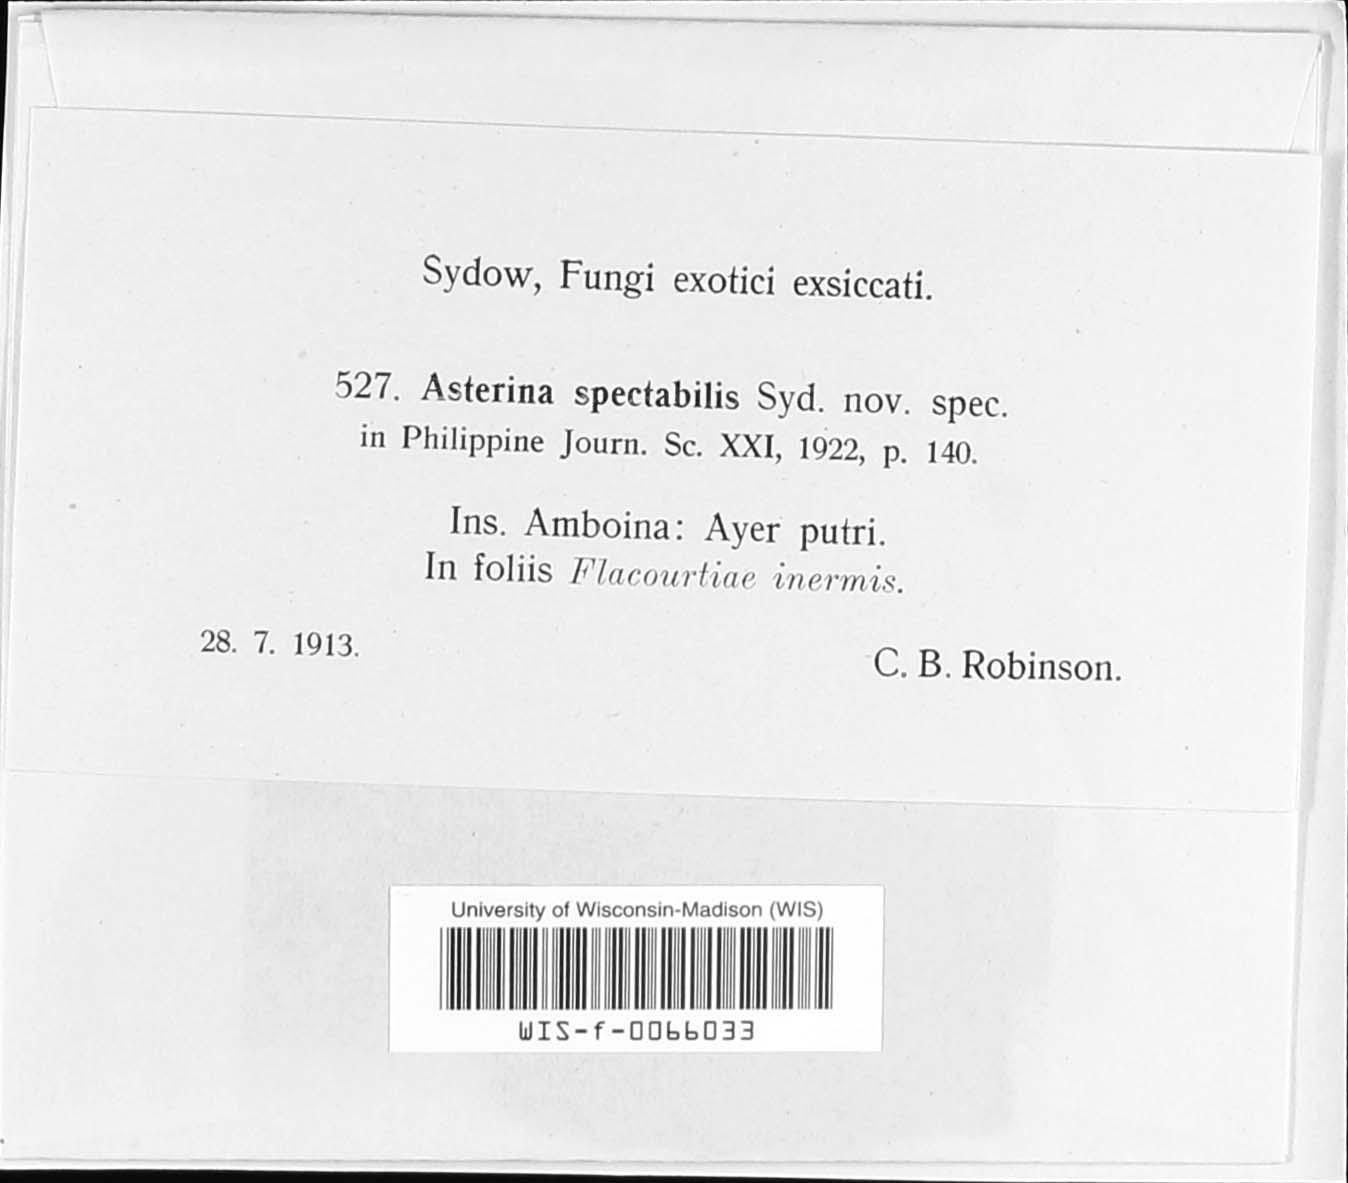 Sydow, Fungi exotici exsiccati.
527. Asterina spectabilis Syd. nov. spec.
in Philippine Journ. Sc. XXI, 1922, p. 140.
Ins. Amboina: Ayer putri.
In foliis Flacourtiae inermis.
28. 7. 1913.
C. B. Robinson.
University of Wisconsin-Madison (WIS)
WIS-f-0066033